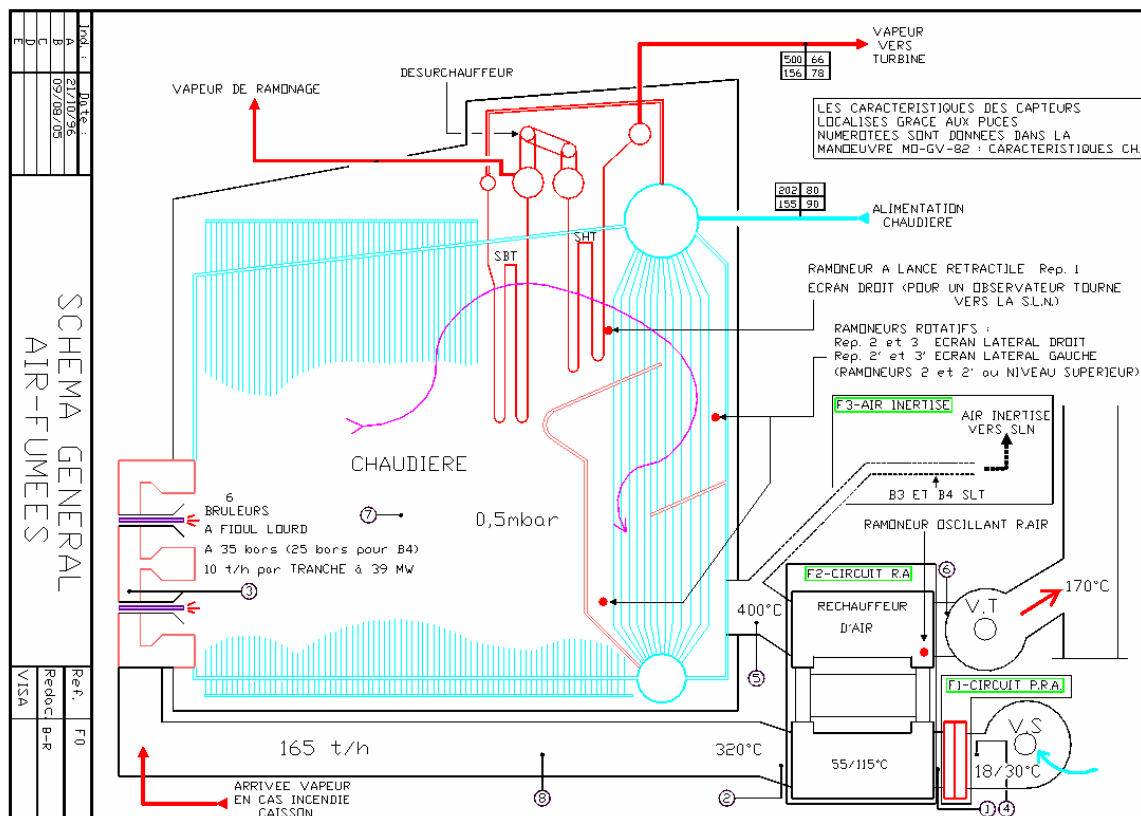 VAPEUR
VERS
TURBINE
500 66
156 78
DESURCHAUFFEUR
VAPEUR DE RAMONAGE
LES CARACTERISTIQUES DES CAPTEURS
LOCALISES GRACE AUX PUCES
NUMEROTEES SONT DONNEES DANS LA
MANOEUVRE MO-GV-82 : CARACTERISTIQUES CH.
202 80
155 90
ALIMENTATION
CHAUDIERE
SHT
SBT
RAMONEUR A LANCE RETRACTILE Rep. 1
ECRAN DROIT (POUR UN OBSERVATEUR TOURNE
VERS LA S.L.N.)
RAMONEURS ROTATIFS :
Rep. 2 et 3 ECRAN LATERAL DROIT
Rep. 2' et 3' ECRAN LATERAL GAUCHE
(RAMONEURS 2 et 2' au NIVEAU SUPERIEUR)
F3-AIR INERTISE
AIR INERTISE
VERS SLN
B3 ET B4 SLT
RAMONEUR OSCILLANT R.AIR
CHAUDIERE
7
0,5mbar
6
BRULEURS
A FIOUL LOURD
A 35 bars (25 bars pour B4)
10 t/h par TRANCHE à 39 MW
3
F2-CIRCUIT R.A
6
RECHAUFFEUR
D'AIR
400°C
5
V.T
170°C
F1-CIRCUIT P.R.A.
V.S
18/30°C
55/115°C
320°C
165 t/h
8
2
1
4
ARRIVEE VAPEUR
EN CAS INCENDIE
CAISSON
Ind. : Date :
A 21/10/96
B 09/08/05
C
D
E
SCHEMA GENERAL
AIR-FUMEES
Ref. F0
Redac. B-R
VISA